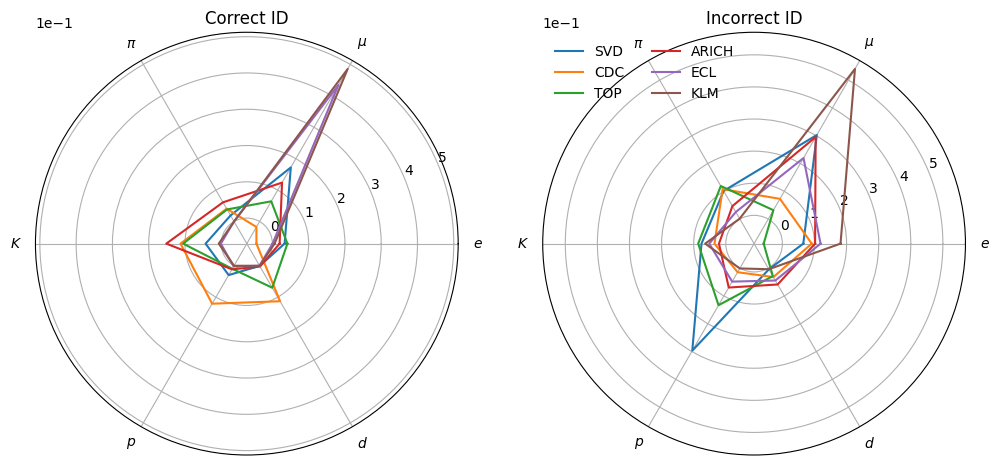 Correct ID
1e−1
μ
π
5
4
3
2
1
0
K
e
p
d
Incorrect ID
1e−1
μ
π
SVD
CDC
TOP
ARICH
ECL
KLM
5
4
3
2
1
0
K
e
p
d